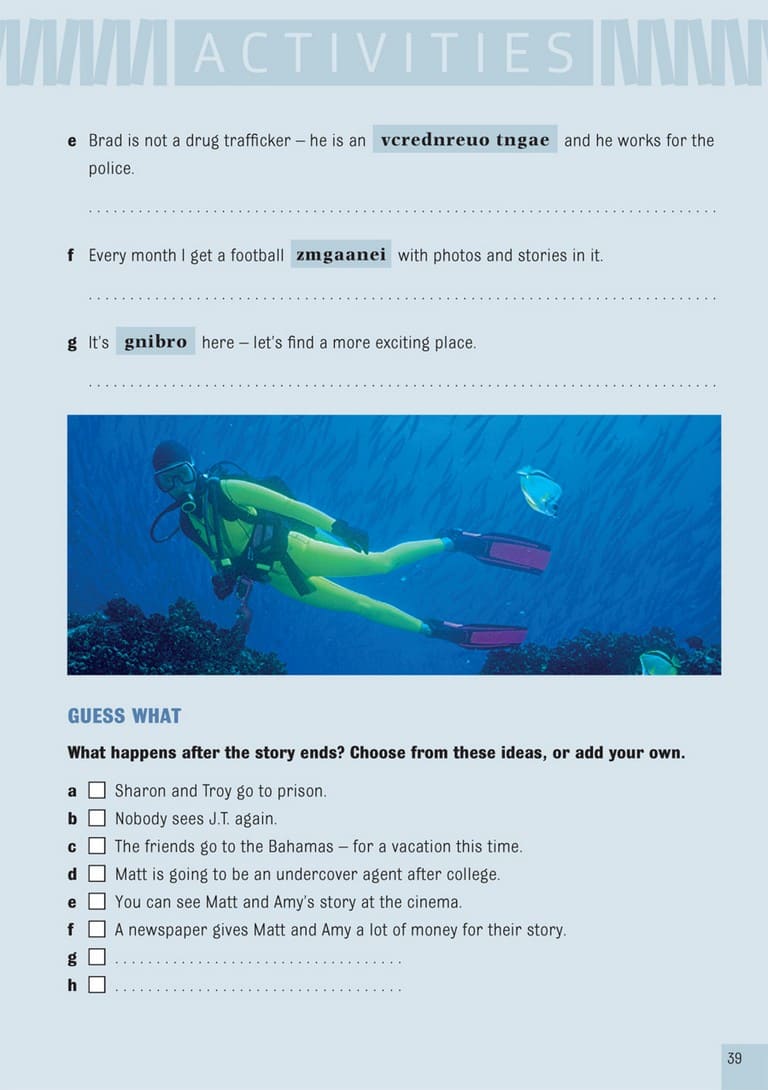 ACTIVITIES
e Brad is not a drug trafficker – he is an vcrednreuo tngae and he works for the
police.
................................................................................
f Every month I get a football zmgaanei with photos and stories in it.
................................................................................
g It's gnibro here – let's find a more exciting place.
................................................................................
GUESS WHAT
What happens after the story ends? Choose from these ideas, or add your own.
a ☐ Sharon and Troy go to prison.
b ☐ Nobody sees J.T. again.
c ☐ The friends go to the Bahamas – for a vacation this time.
d ☐ Matt is going to be an undercover agent after college.
e ☐ You can see Matt and Amy's story at the cinema.
f ☐ A newspaper gives Matt and Amy a lot of money for their story.
g ☐ ...................................
h ☐ ...................................
39